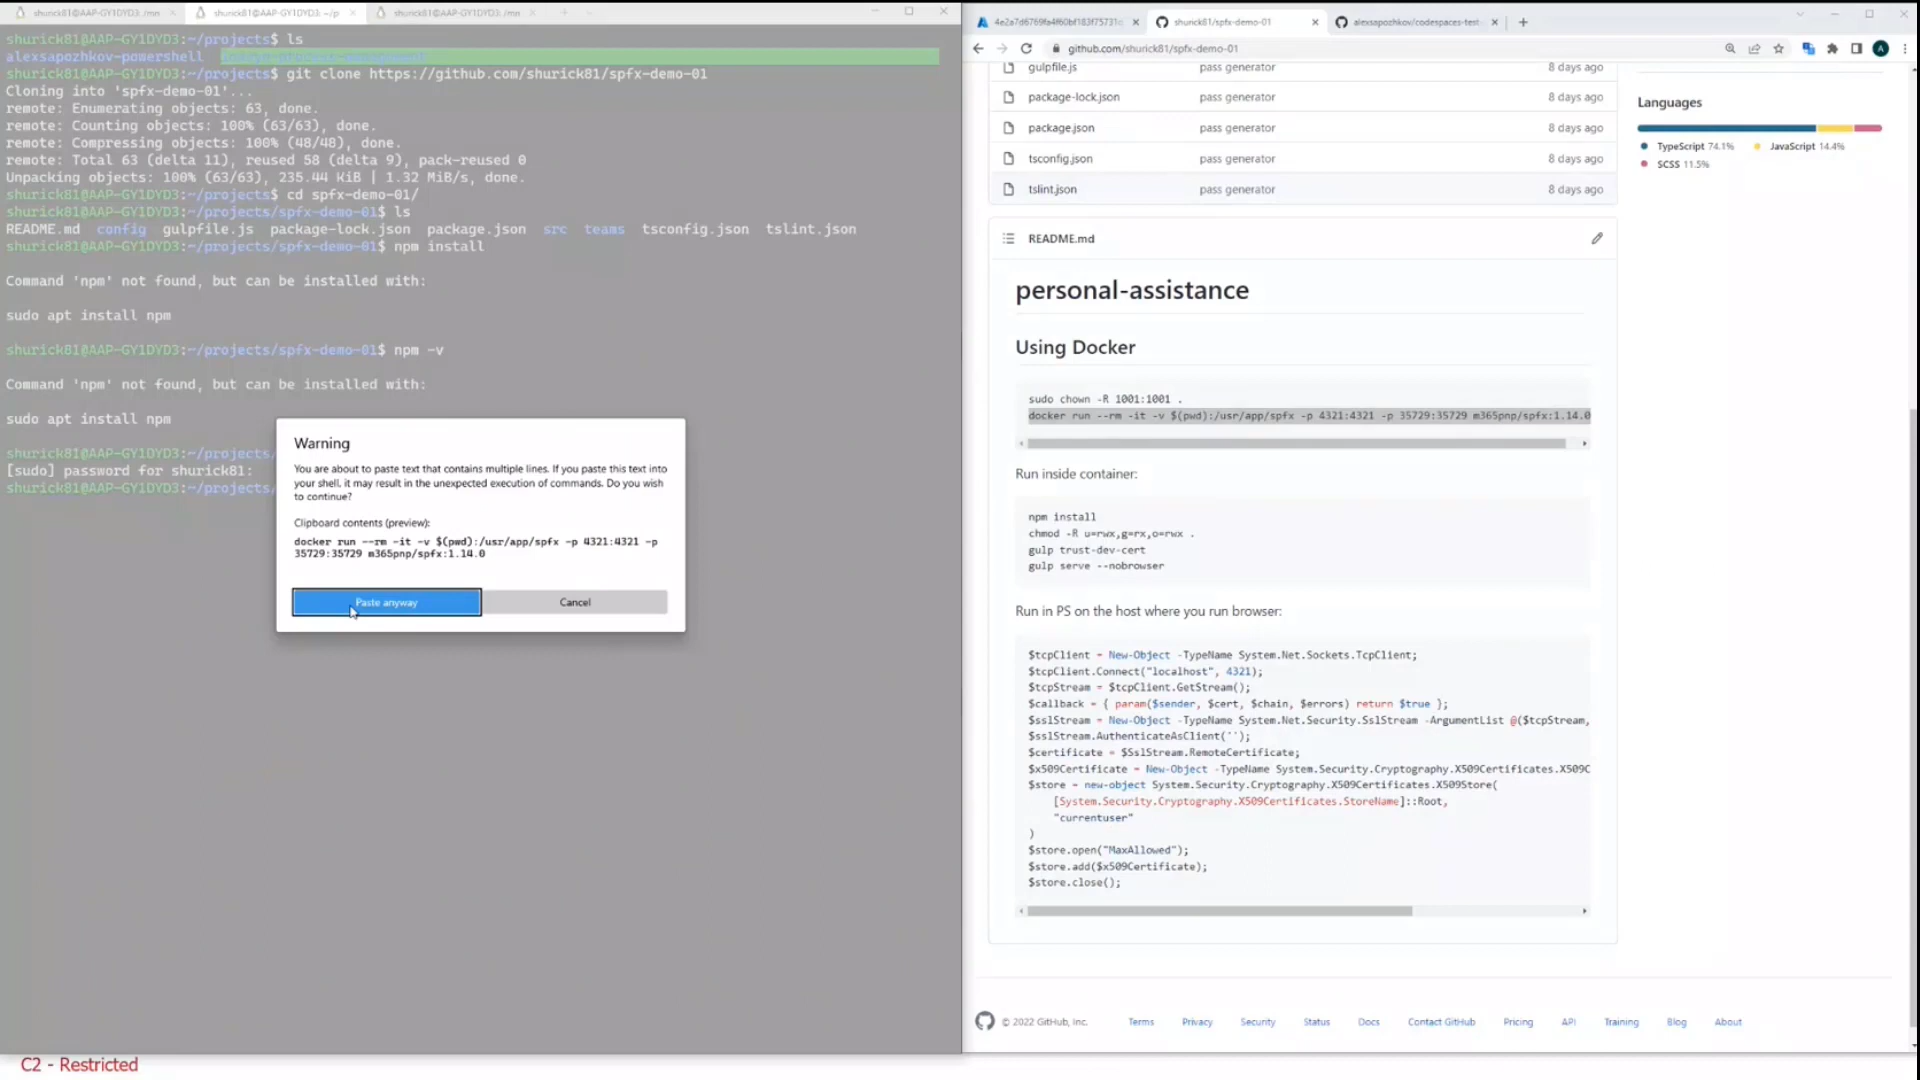 shurick81@AAP-GY1DYD3: /mn
shurick81@AAP-GY1DYD3: ~/p
shurick81@AAP-GY1DYD3: /mn
shurick81@AAP-GY1DYD3:~/projects$ ls
alexsapozhkov-powershell
shurick81@AAP-GY1DYD3:~/projects$ git clone https://github.com/shurick81/spfx-demo-01
Cloning into 'spfx-demo-01'...
remote: Enumerating objects: 63, done.
remote: Counting objects: 100% (63/63), done.
remote: Compressing objects: 100% (48/48), done.
remote: Total 63 (delta 11), reused 58 (delta 9), pack-reused 0
Unpacking objects: 100% (63/63), 235.44 KiB | 1.32 MiB/s, done.
shurick81@AAP-GY1DYD3:~/projects$ cd spfx-demo-01/
shurick81@AAP-GY1DYD3:~/projects/spfx-demo-01$ ls
README.md config gulpfile.js package-lock.json package.json src teams tsconfig.json tslint.json
shurick81@AAP-GY1DYD3:~/projects/spfx-demo-01$ npm install
Command 'npm' not found, but can be installed with:
sudo apt install npm
shurick81@AAP-GY1DYD3:~/projects/spfx-demo-01$ npm -v
Command 'npm' not found, but can be installed with:
sudo apt install npm
shurick81@AAP-GY1DYD3:~/projects/
[sudo] password for shurick81:
shurick81@AAP-GY1DYD3:~/projects/
Warning
You are about to paste text that contains multiple lines. If you paste this text into
your shell, it may result in the unexpected execution of commands. Do you wish
to continue?
Clipboard contents (preview):
docker run --rm -it -v $(pwd):/usr/app/spfx -p 4321:4321 -p
35729:35729 m365pnp/spfx:1.14.0
Paste anyway
Cancel
C2 - Restricted
shurick81/spfx-demo-01
alexsapozhkov/codespaces-test
github.com/shurick81/spfx-demo-01
A
gulpfile.js pass generator 8 days ago
package-lock.json pass generator 8 days ago
package.json pass generator 8 days ago
tsconfig.json pass generator 8 days ago
tslint.json pass generator 8 days ago
Languages
TypeScript 74.1% JavaScript 14.4%
SCSS 11.5%
README.md
personal-assistance
Using Docker
sudo chown -R 1001:1001 .
docker run --rm -it -v $(pwd):/usr/app/spfx -p 4321:4321 -p 35729:35729 m365pnp/spfx:1.14.0
Run inside container:
npm install
chmod -R u=rwx,g=rx,o=rwx .
gulp trust-dev-cert
gulp serve --nobrowser
Run in PS on the host where you run browser:
$tcpClient = New-Object -TypeName System.Net.Sockets.TcpClient;
$tcpClient.Connect("localhost", 4321);
$tcpStream = $tcpClient.GetStream();
$callback = { param($sender, $cert, $chain, $errors) return $true };
$sslStream = New-Object -TypeName System.Net.Security.SslStream -ArgumentList @($tcpStream,
$sslStream.AuthenticateAsClient('');
$certificate = $SslStream.RemoteCertificate;
$x509Certificate = New-Object -TypeName System.Security.Cryptography.X509Certificates.X509C
$store = new-object System.Security.Cryptography.X509Certificates.X509Store(
[System.Security.Cryptography.X509Certificates.StoreName]::Root,
"currentuser"
)
$store.open("MaxAllowed");
$store.add($x509Certificate);
$store.close();
© 2022 GitHub, Inc. Terms Privacy Security Status Docs Contact GitHub Pricing API Training Blog About